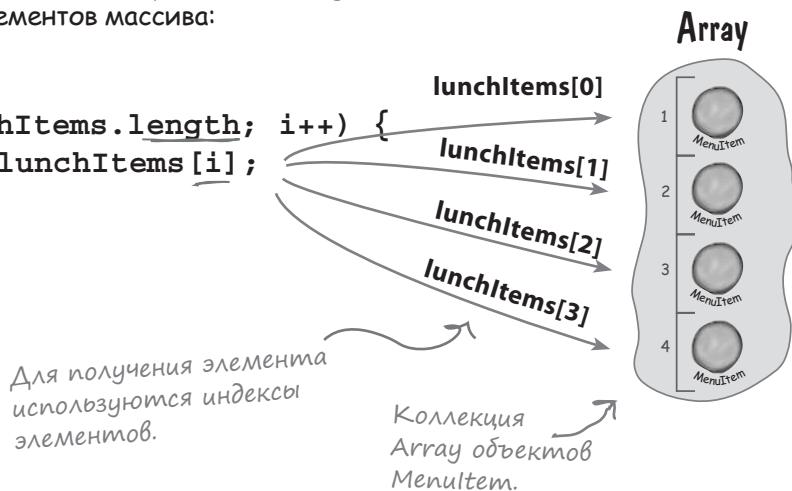 ементов массива:
Array
hItems.length; i++) {
lunchItems[i];
lunchItems[0]
lunchItems[1]
lunchItems[2]
lunchItems[3]
1
MenuItem
2
MenuItem
3
MenuItem
4
MenuItem
Для получения элемента
используются индексы
элементов.
Коллекция
Array объектов
MenuItem.